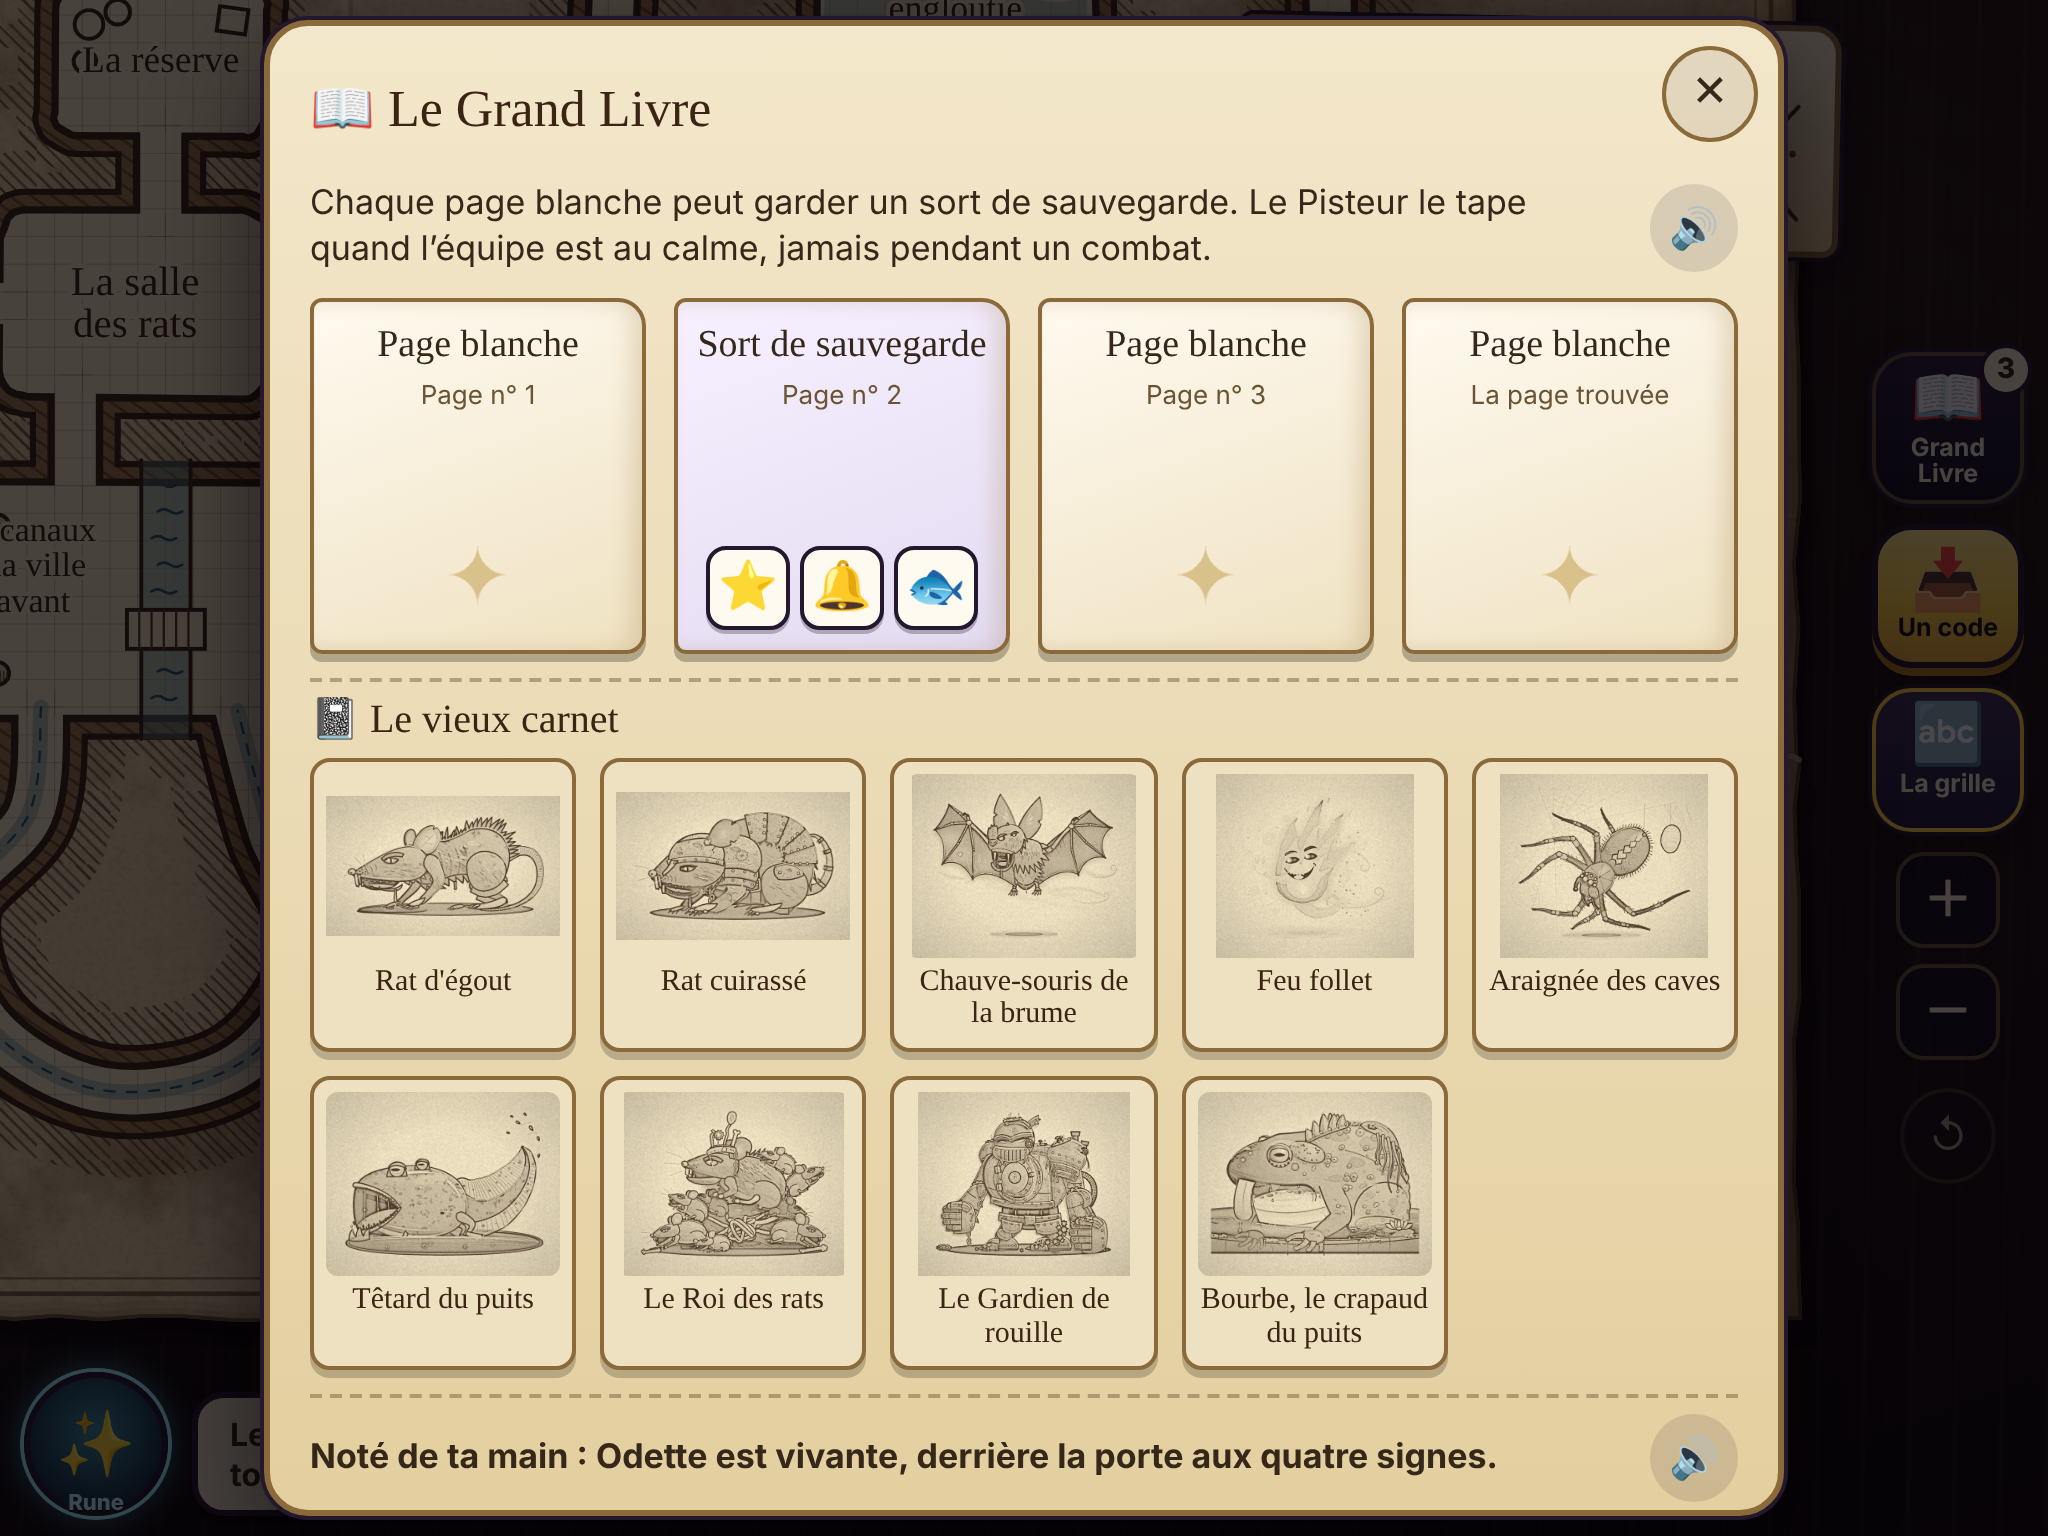 engloutie
La réserve
Le Grand Livre
Chaque page blanche peut garder un sort de sauvegarde. Le Pisteur le tape
quand l’équipe est au calme, jamais pendant un combat.
La salle
des rats
Page blanche
Page n° 1
Sort de sauvegarde
Page n° 2
Page blanche
Page n° 3
Page blanche
La page trouvée
3
Grand
Livre
canaux
a ville
avant
Un code
Le vieux carnet
abc
La grille
Rat d'égout
Rat cuirassé
Chauve-souris de
la brume
Feu follet
Araignée des caves
Têtard du puits
Le Roi des rats
Le Gardien de
rouille
Bourbe, le crapaud
du puits
Noté de ta main : Odette est vivante, derrière la porte aux quatre signes.
Rune
Le
to